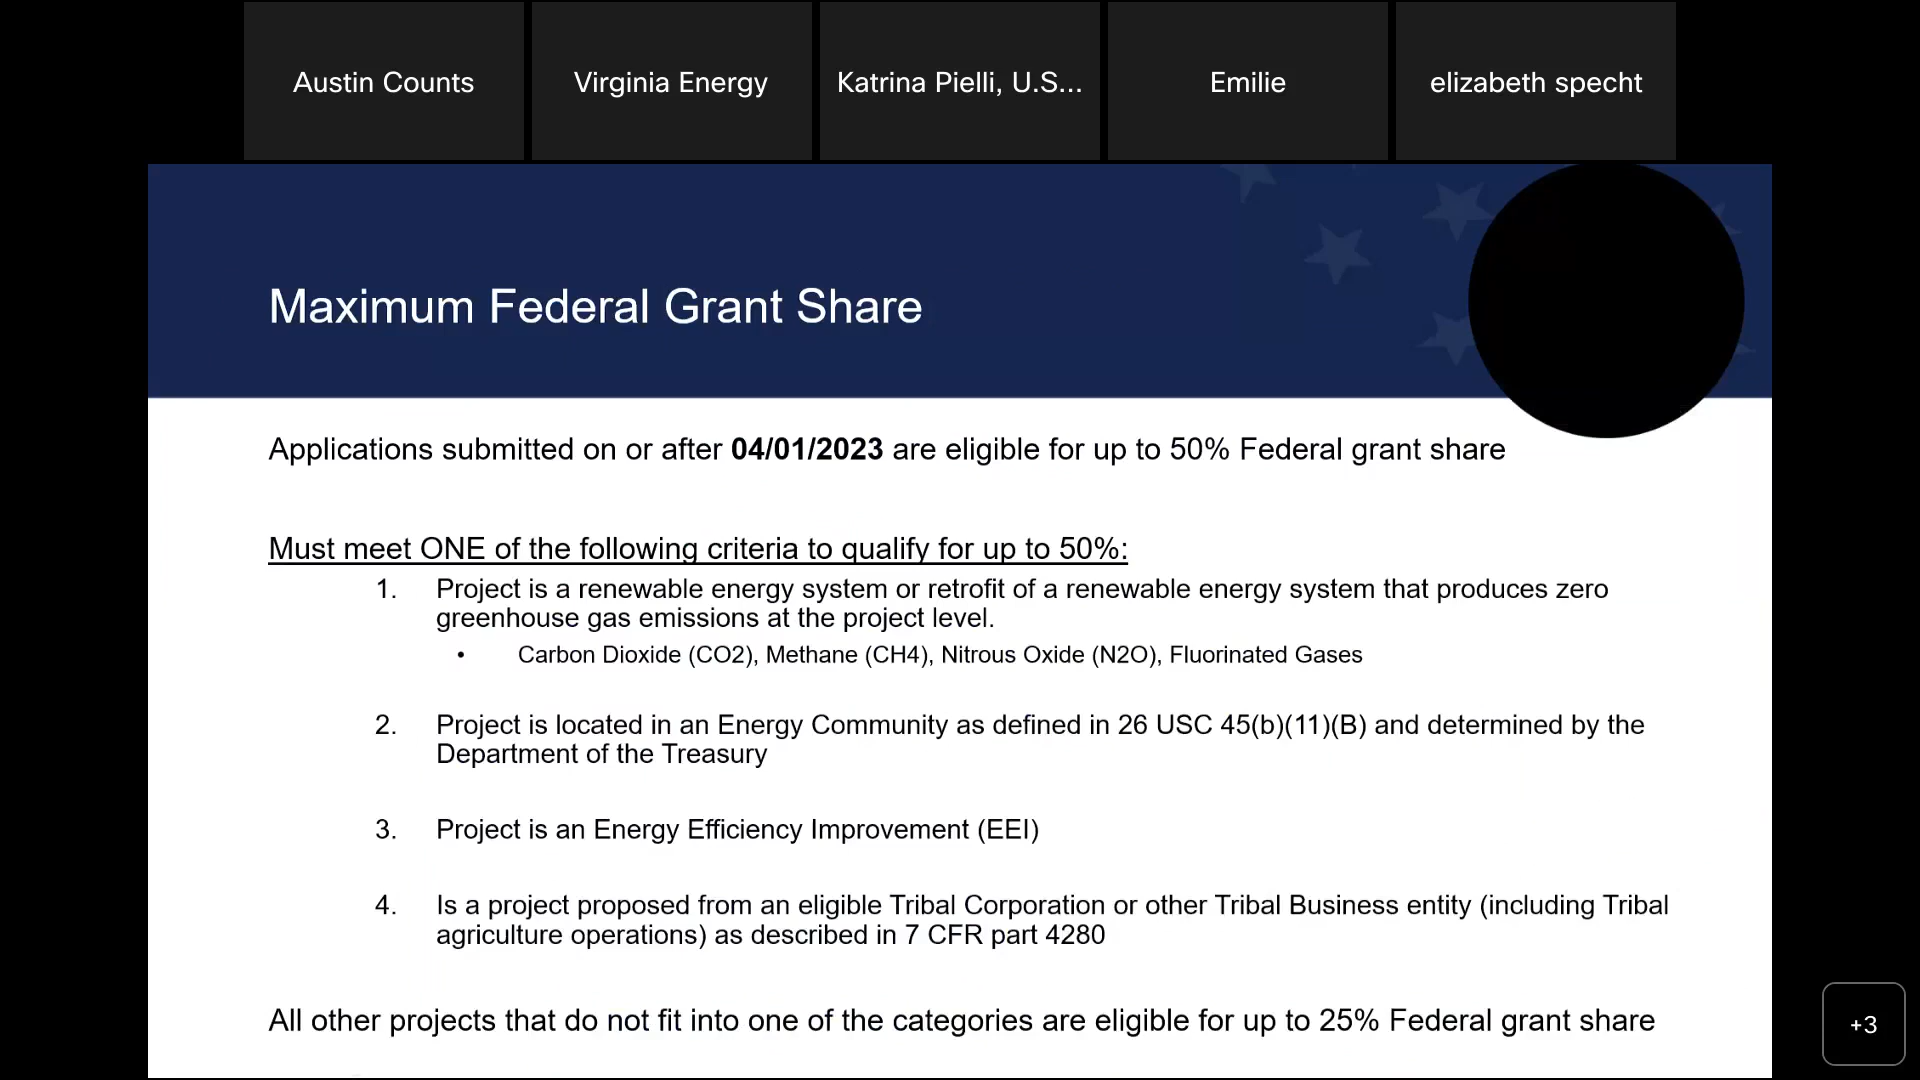 Austin Counts
Virginia Energy
Katrina Pielli, U.S...
Emilie
elizabeth specht
Maximum Federal Grant Share
Applications submitted on or after 04/01/2023 are eligible for up to 50% Federal grant share
Must meet ONE of the following criteria to qualify for up to 50%:
1. Project is a renewable energy system or retrofit of a renewable energy system that produces zero
greenhouse gas emissions at the project level.
• Carbon Dioxide (CO2), Methane (CH4), Nitrous Oxide (N2O), Fluorinated Gases
2. Project is located in an Energy Community as defined in 26 USC 45(b)(11)(B) and determined by the
Department of the Treasury
3. Project is an Energy Efficiency Improvement (EEI)
4. Is a project proposed from an eligible Tribal Corporation or other Tribal Business entity (including Tribal
agriculture operations) as described in 7 CFR part 4280
All other projects that do not fit into one of the categories are eligible for up to 25% Federal grant share
+3